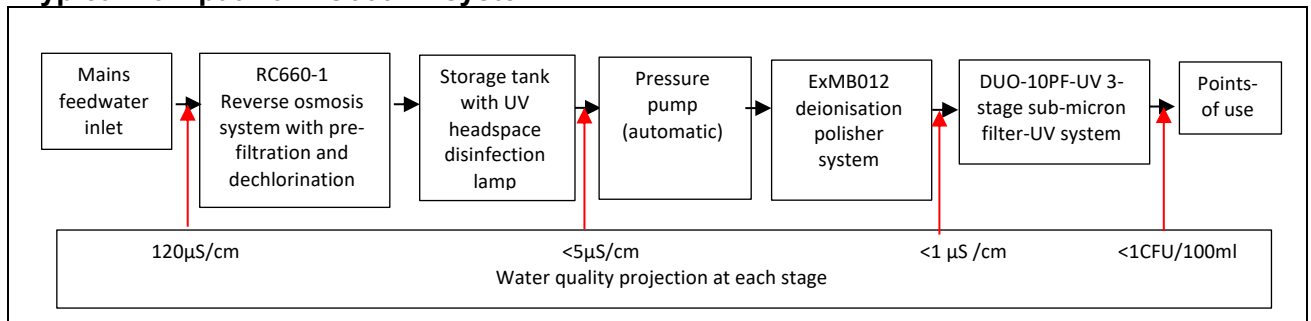 Mains
feedwater
inlet
RC660-1
Reverse osmosis
system with pre-
filtration and
dechlorination
Storage tank
with UV
headspace
disinfection
lamp
Pressure
pump
(automatic)
ExMB012
deionisation
polisher
system
DUO-10PF-UV 3-
stage sub-micron
filter-UV system
Points-
of use
120µS/cm
<5µS/cm
<1 µS /cm
<1CFU/100ml
Water quality projection at each stage